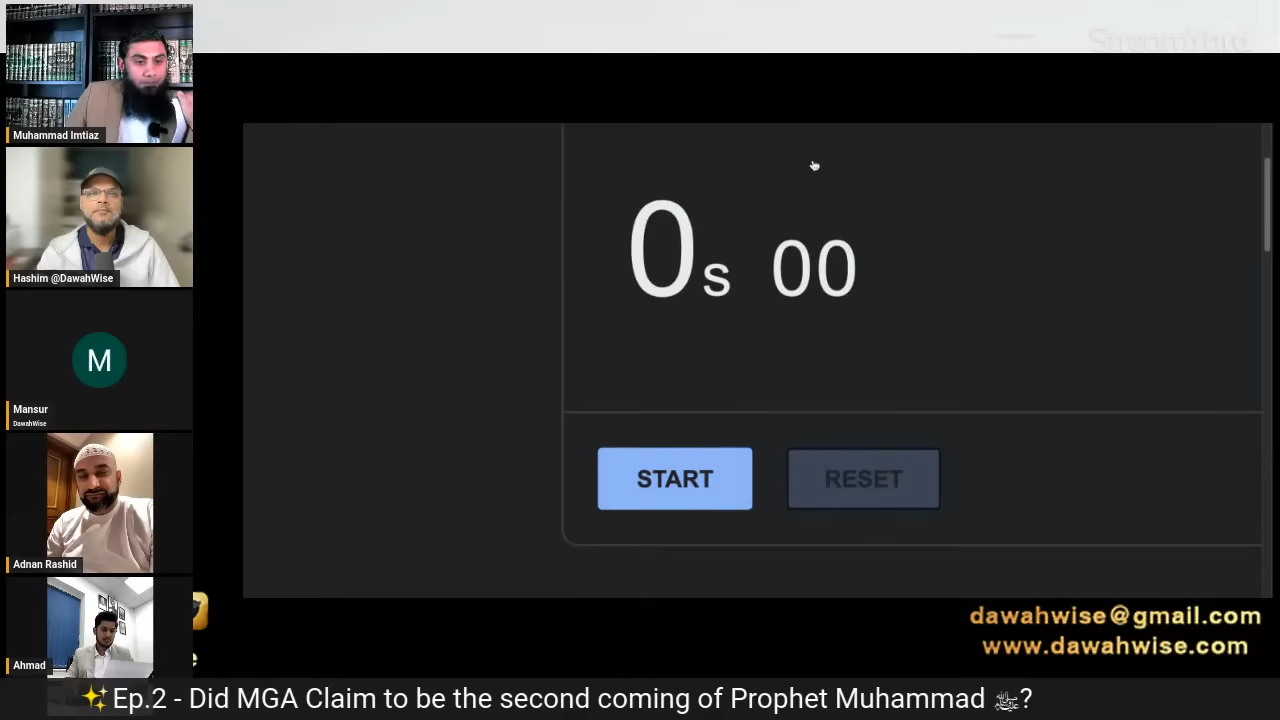 StreamYard
Muhammad Imtiaz
Hashim @DawahWise
M
Mansur
DawahWise
Adnan Rashid
Ahmad
0s 00
START
RESET
e
dawahwise@gmail.com
www.dawahwise.com
✨Ep.2 - Did MGA Claim to be the second coming of Prophet Muhammad ﷺ?